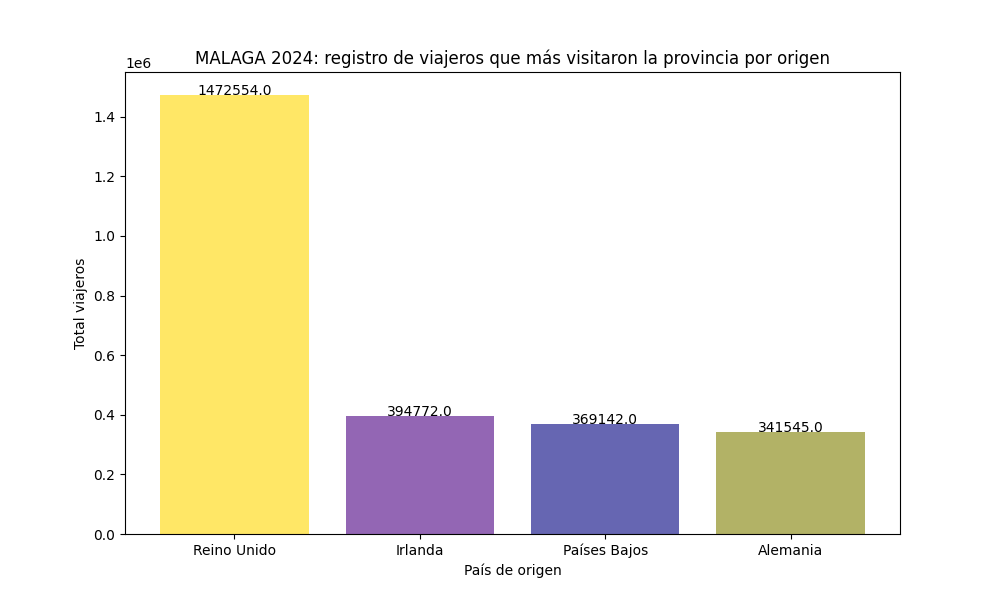 MALAGA 2024: registro de viajeros que más visitaron la provincia por origen
1e6
1472554.0
394772.0
369142.0
341545.0
1.4
1.2
1.0
0.8
0.6
0.4
0.2
0.0
Total viajeros
Reino Unido
Irlanda
Países Bajos
Alemania
País de origen